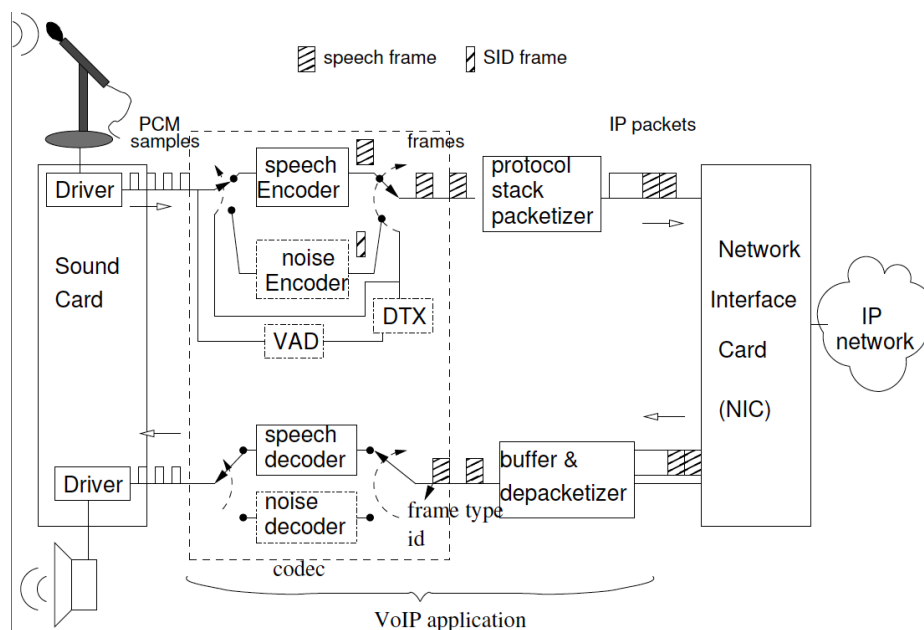 speech frame
SID frame
PCM
samples
frames
IP packets
Driver
speech
Encoder
protocol
stack
packetizer
Sound
Card
noise
Encoder
DTX
VAD
Network
Interface
Card
(NIC)
IP
network
Driver
speech
decoder
noise
decoder
buffer &
depacketizer
frame type
id
codec
VoIP application